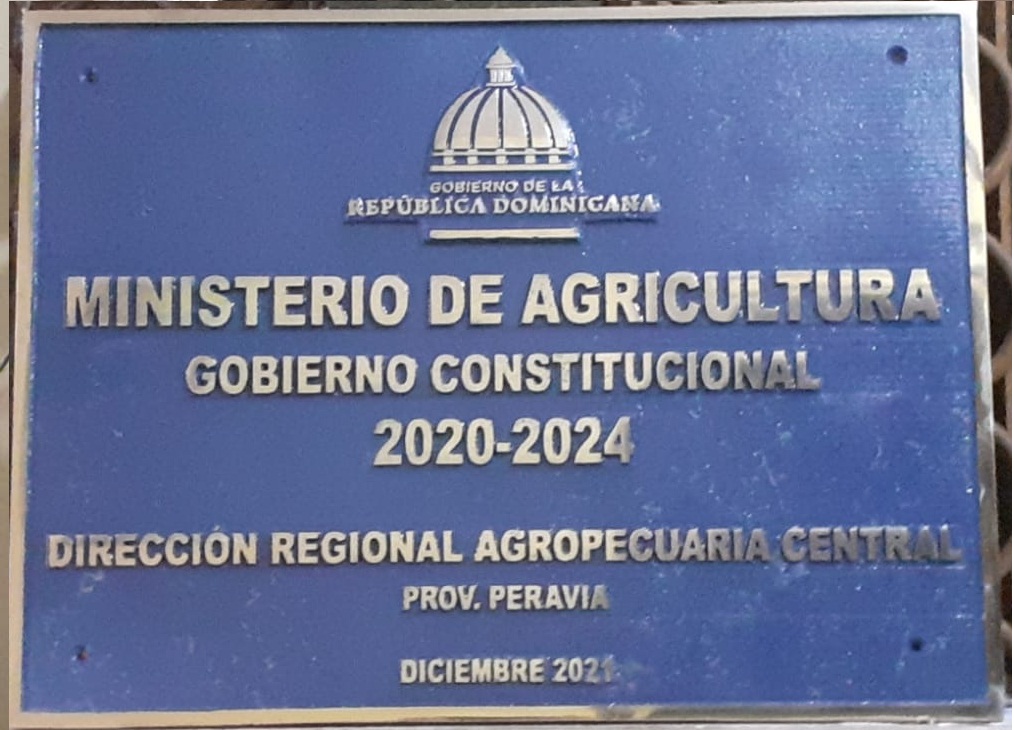 GOBIERNO DE LA
REPÚBLICA DOMINICANA
MINISTERIO DE AGRICULTURA
GOBIERNO CONSTITUCIONAL
2020-2024
DIRECCIÓN REGIONAL AGROPECUARIA CENTRAL
PROV. PERAVIA
DICIEMBRE 2021